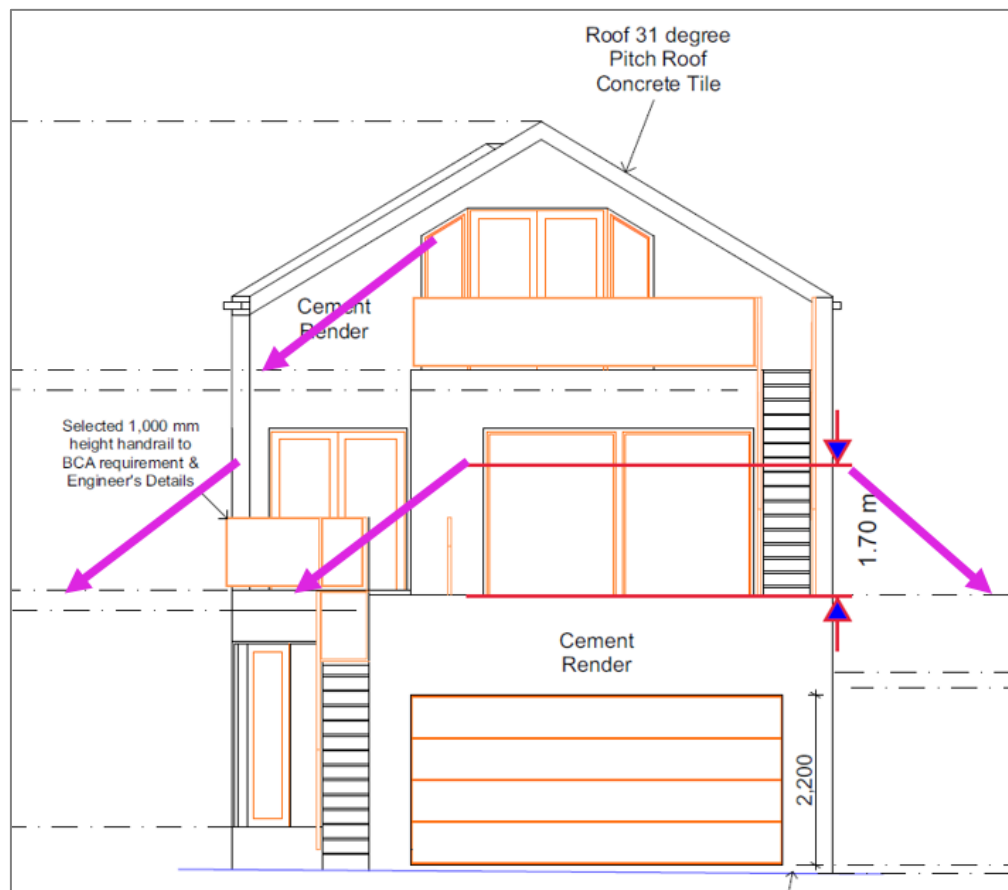 Roof 31 degree
Pitch Roof
Concrete Tile
Cement
Render
Selected 1,000 mm
height handrail to
BCA requirement &
Engineer's Details
1.70 m
Cement
Render
2,200